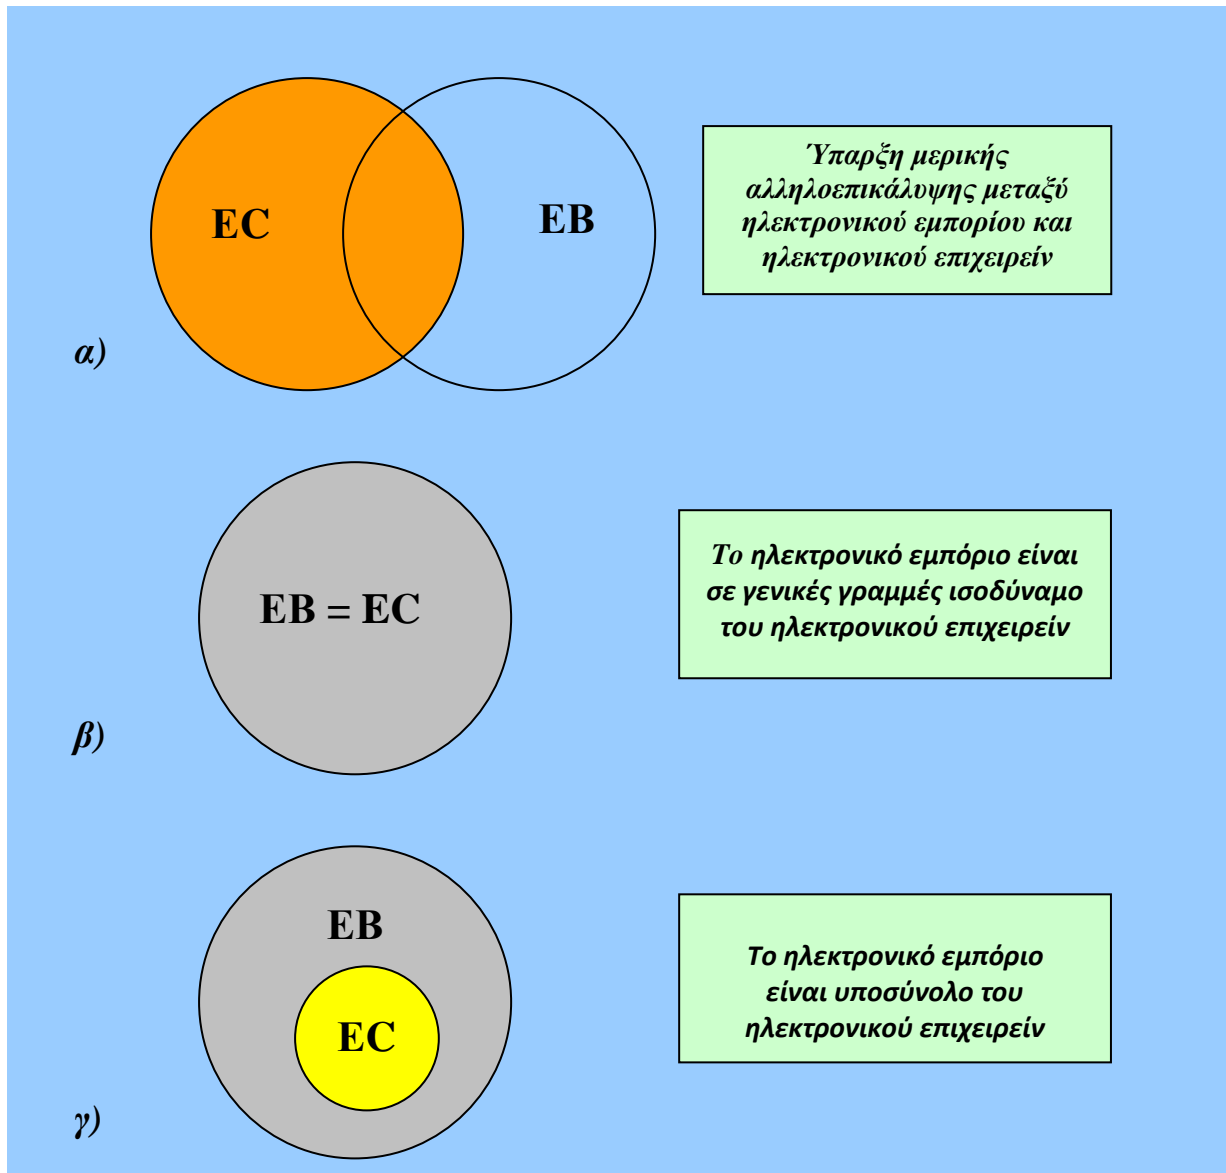 EC
EB
Ύπαρξη μερικής
αλληλοεπικάλυψης μεταξύ
ηλεκτρονικού εμπορίου και
ηλεκτρονικού επιχειρείν
α)
EB = EC
Το ηλεκτρονικό εμπόριο είναι
σε γενικές γραμμές ισοδύναμο
του ηλεκτρονικού επιχειρείν
β)
EB
EC
Το ηλεκτρονικό εμπόριο
είναι υποσύνολο του
ηλεκτρονικού επιχειρείν
γ)